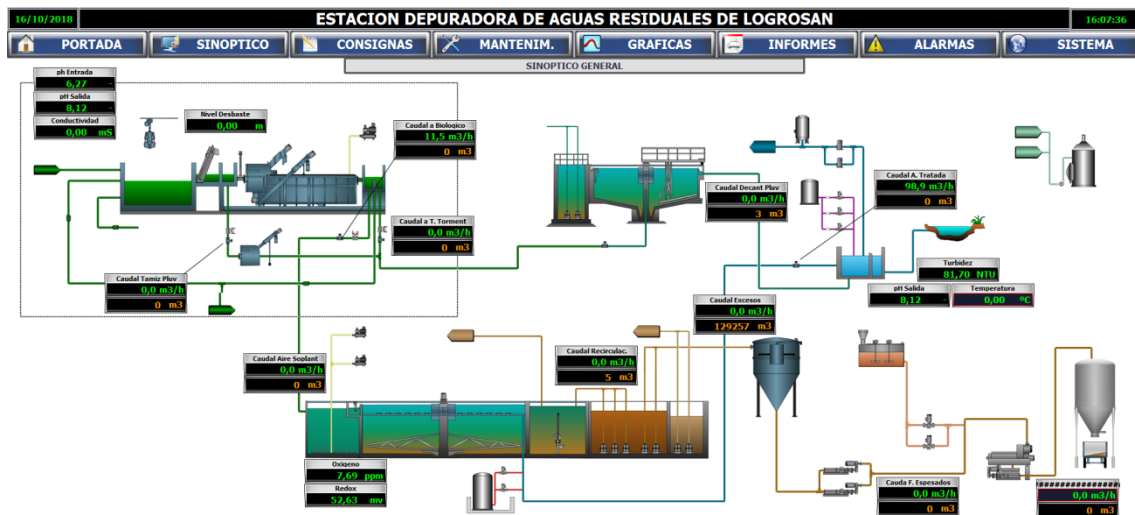 16/10/2018
ESTACION DEPURADORA DE AGUAS RESIDUALES DE LOGROSAN
16:07:36
PORTADA
SINOPTICO
CONSIGNAS
MANTENIM.
GRAFICAS
INFORMES
ALARMAS
SISTEMA
SINOPTICO GENERAL
ph Entrada
6,27 -
pH Salida
8,12 -
Conductividad
0,00 mS
Nivel Desbaste
0,00 m
Caudal a Biologico
11,5 m3/h
0 m3
Caudal a T. Torment
0,0 m3/h
0 m3
Caudal Tamiz Pluv
0,0 m3/h
0 m3
Caudal Decant Pluv
0,0 m3/h
3 m3
Caudal A. Tratada
98,9 m3/h
0 m3
Turbidez
81,70 NTU
pH Salida
8,12 -
Temperatura
0,00 ºC
Caudal Excesos
0,0 m3/h
129257 m3
Caudal Aire Soplant
0,0 m3/h
0 m3
Caudal Recirculac.
0,0 m3/h
5 m3
Oxigeno
7,69 ppm
Redox
52,63 mv
Cauda F. Espesados
0,0 m3/h
0 m3
0,0 m3/h
0 m3